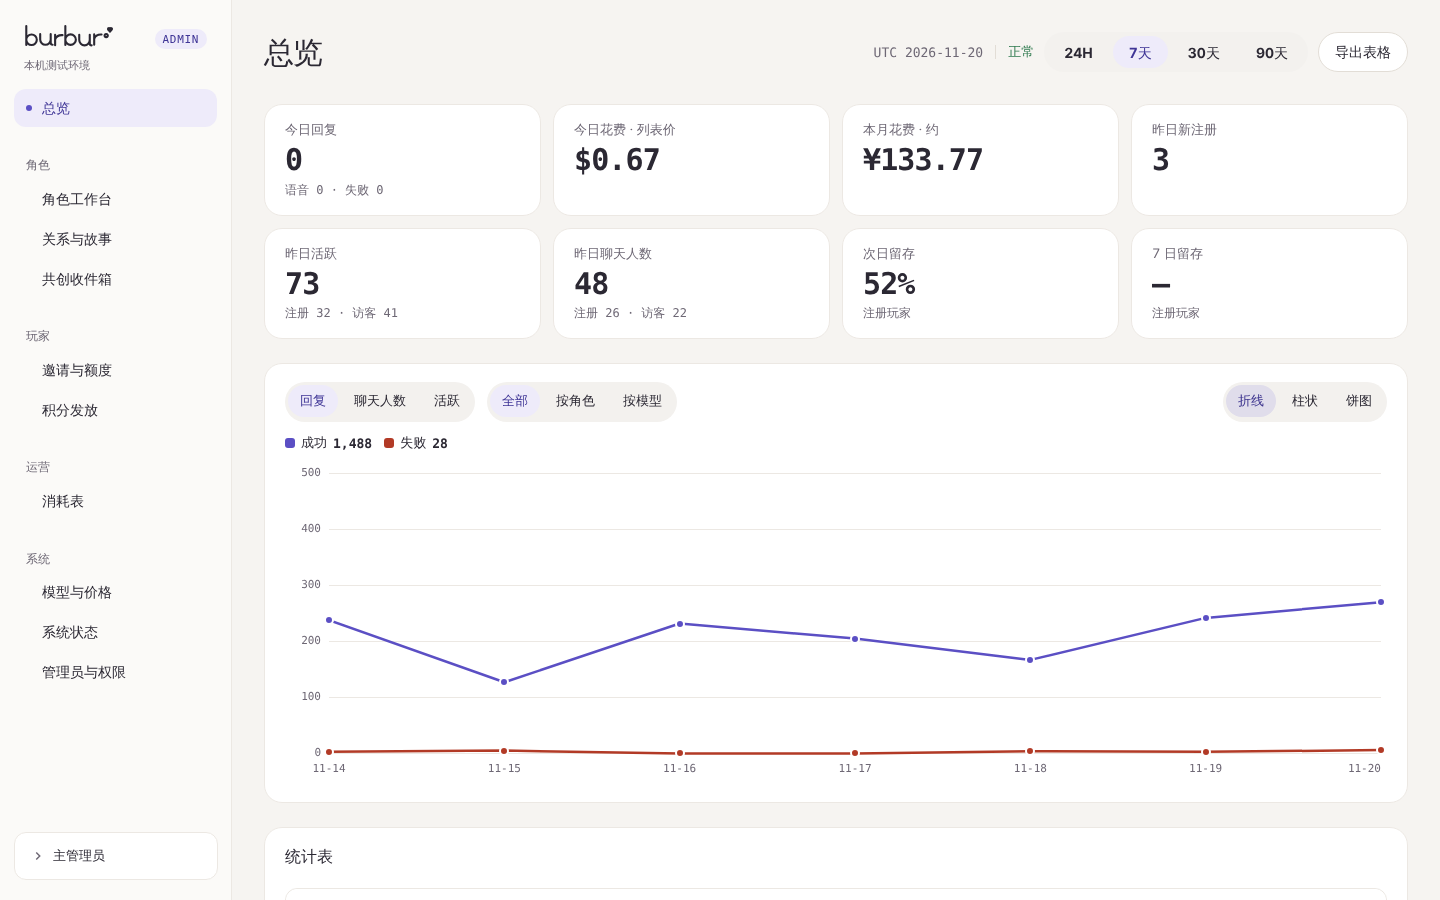 burbur
ADMIN
本机测试环境
总览
角色
角色工作台
关系与故事
共创收件箱
玩家
邀请与额度
积分发放
运营
消耗表
系统
模型与价格
系统状态
管理员与权限
主管理员
总览
UTC 2026-11-20
正常
24H
7天
30天
90天
导出表格
今日回复
0
语音 0 · 失败 0
今日花费 · 列表价
$0.67
本月花费 · 约
¥133.77
昨日新注册
3
昨日活跃
73
注册 32 · 访客 41
昨日聊天人数
48
注册 26 · 访客 22
次日留存
52%
注册玩家
7 日留存
—
注册玩家
回复
聊天人数
活跃
全部
按角色
按模型
折线
柱状
饼图
成功 1,488
失败 28
500
400
300
200
100
0
11-14
11-15
11-16
11-17
11-18
11-19
11-20
统计表